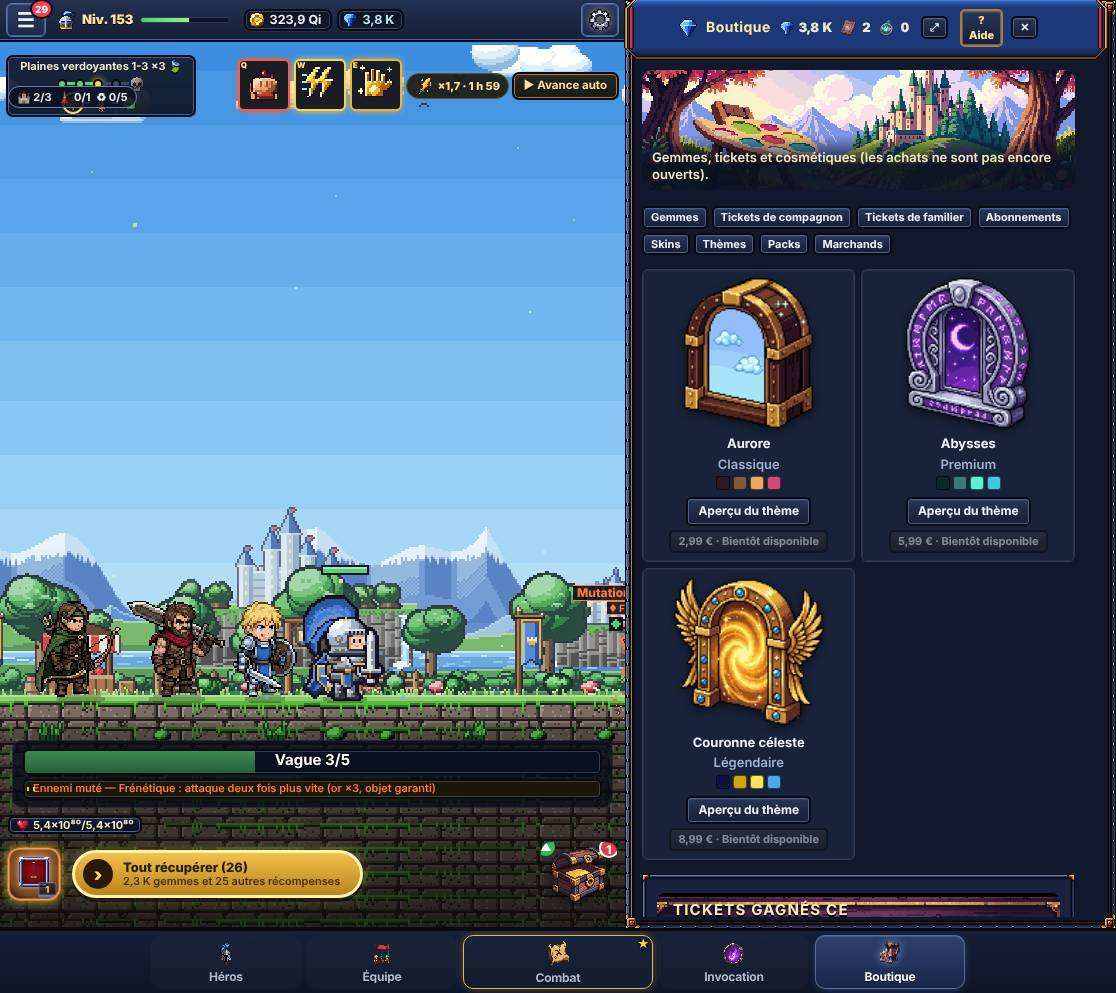 29
Niv. 153
323,9 Qi
3,8 K
Boutique
3,8 K
2
0
?
Aide
Plaines verdoyantes 1-3 ×3
2/3
0/1
0/5
Q
W
E
×1,7 · 1 h 59
Avance auto
Gemmes, tickets et cosmétiques (les achats ne sont pas encore
ouverts).
Gemmes
Tickets de compagnon
Tickets de familier
Abonnements
Skins
Thèmes
Packs
Marchands
Aurore
Classique
Aperçu du thème
2,99 € · Bientôt disponible
Abysses
Premium
Aperçu du thème
5,99 € · Bientôt disponible
Couronne céleste
Légendaire
Aperçu du thème
8,99 € · Bientôt disponible
TICKETS GAGNÉS CE
Mutation
F
Vague 3/5
Ennemi muté — Frénétique : attaque deux fois plus vite (or ×3, objet garanti)
5,4×10⁸⁰/5,4×10⁸⁰
1
Tout récupérer (26)
2,3 K gemmes et 25 autres récompenses
1
Héros
Équipe
Combat
Invocation
Boutique